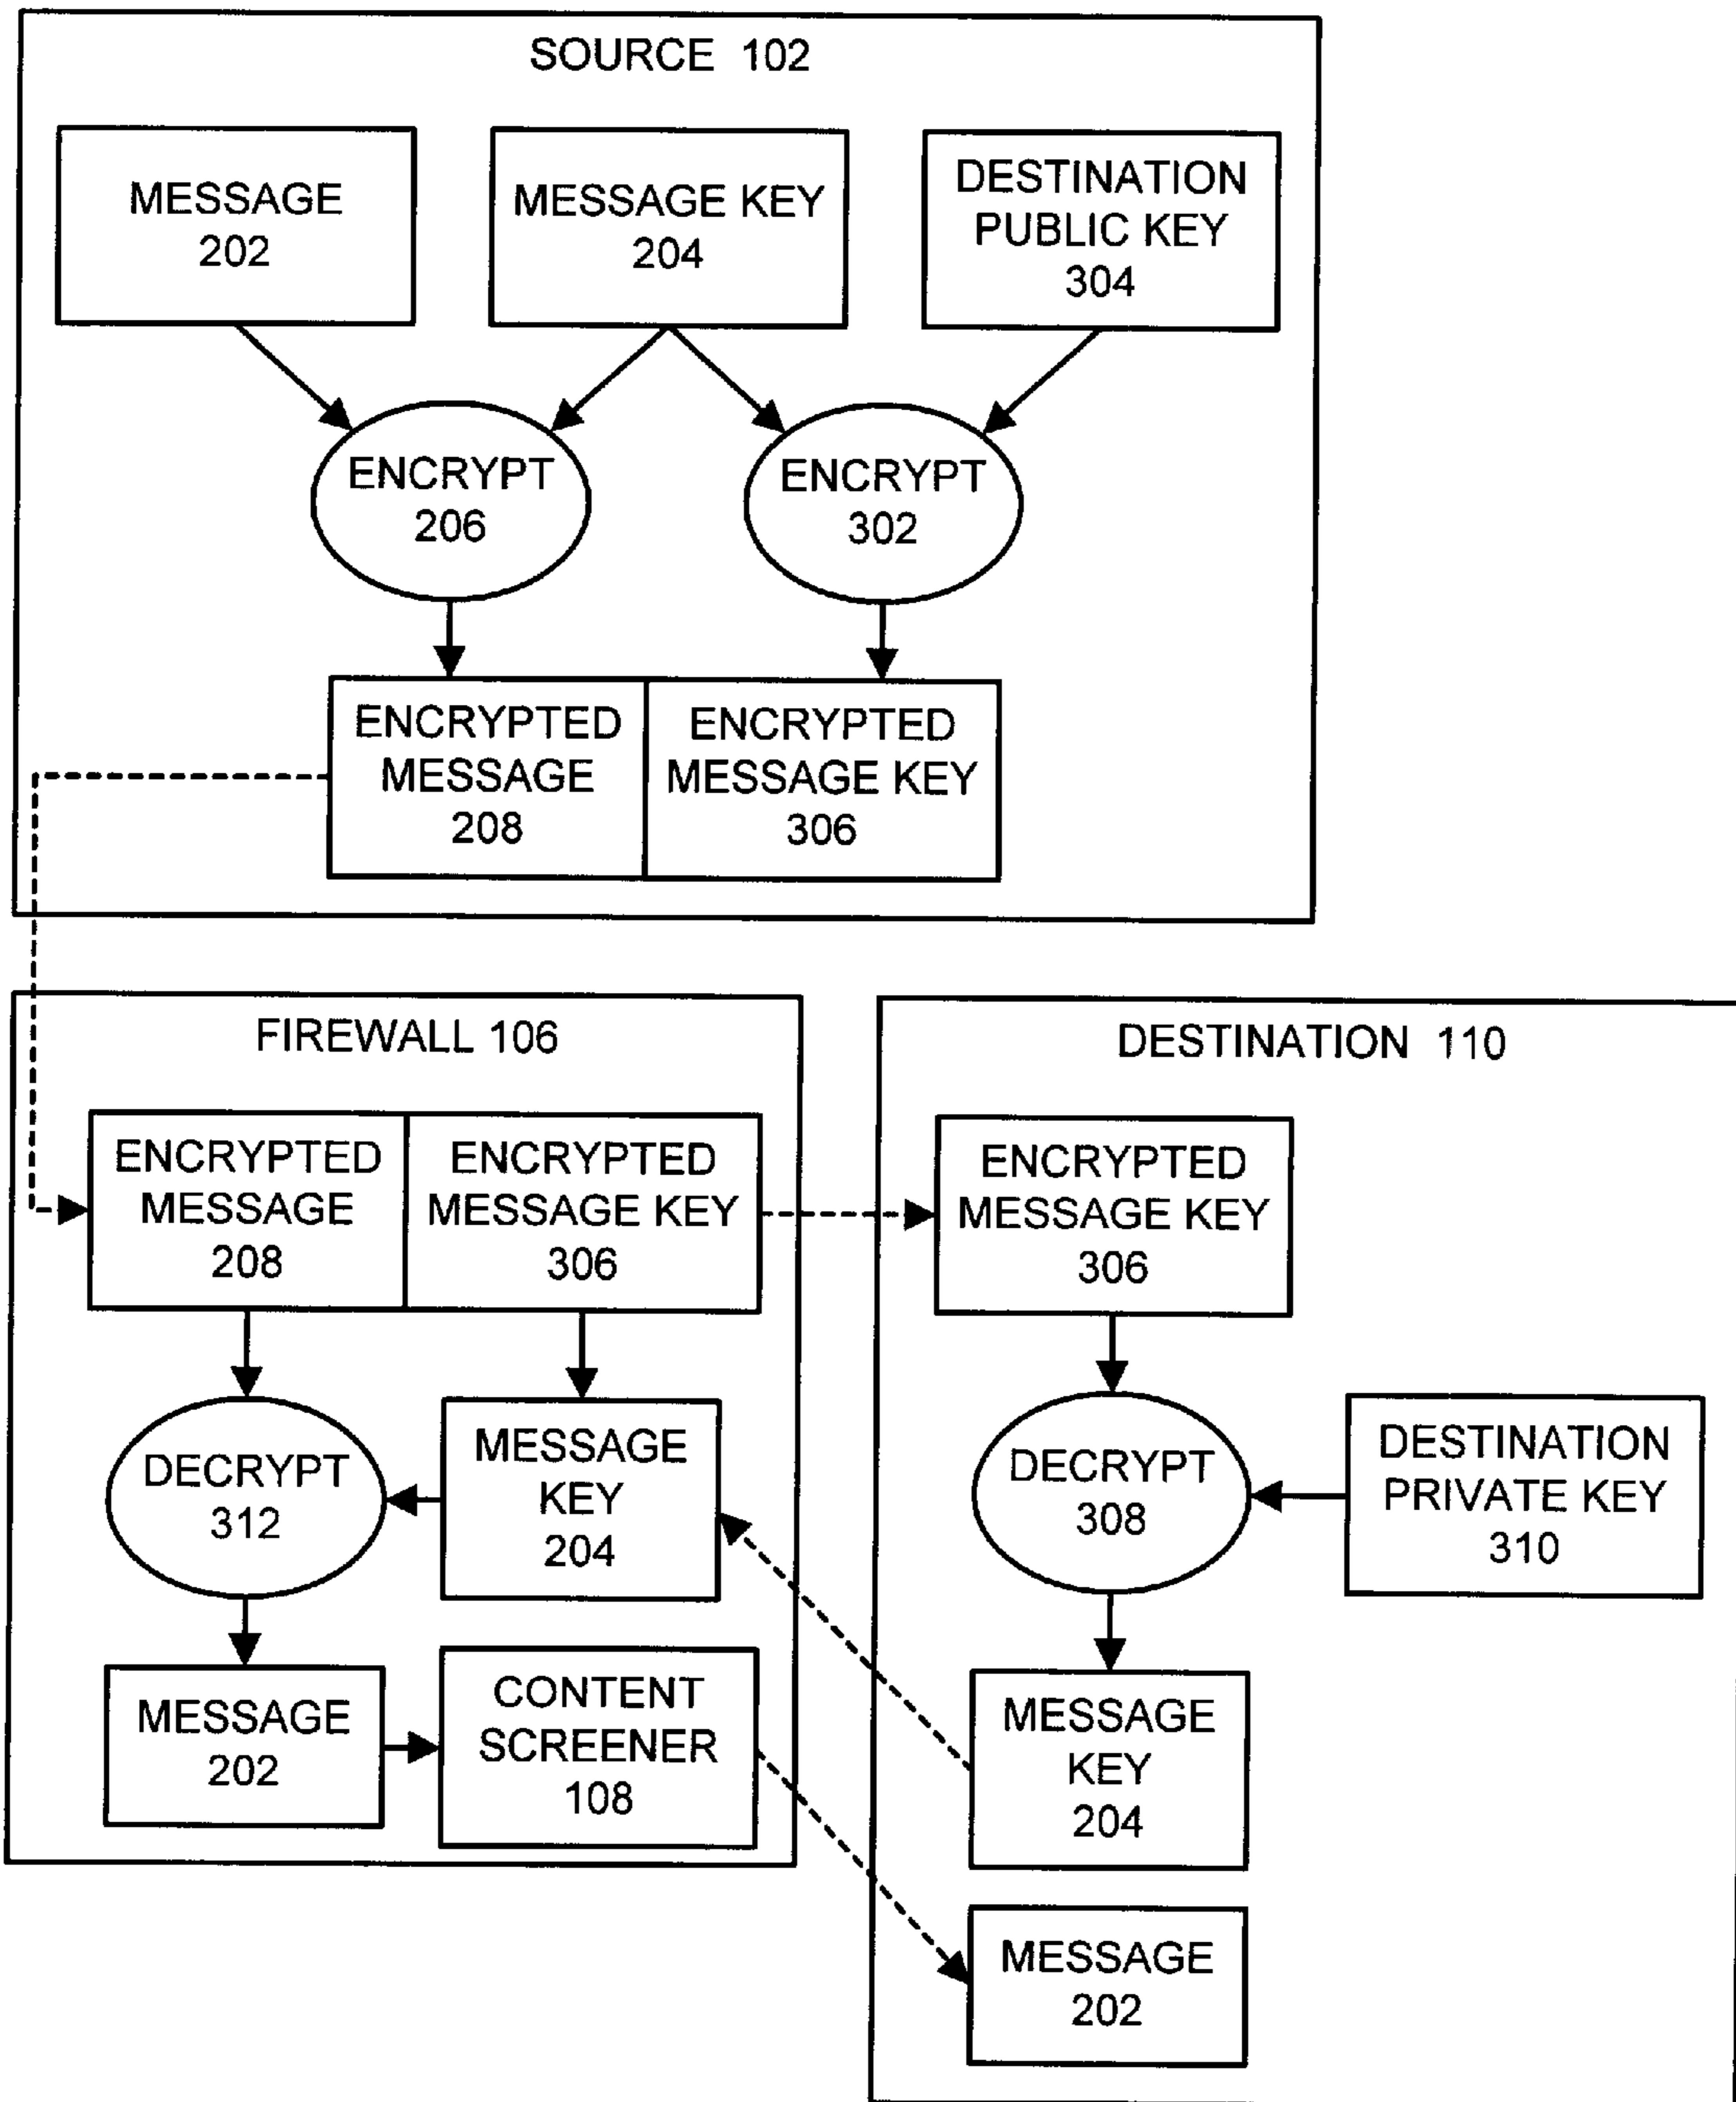 SOURCE 102
MESSAGE
202
MESSAGE KEY
204
DESTINATION
PUBLIC KEY
304
ENCRYPT
206
ENCRYPT
302
ENCRYPTED
MESSAGE
208
ENCRYPTED
MESSAGE KEY
306
FIREWALL 106
ENCRYPTED
MESSAGE
208
ENCRYPTED
MESSAGE KEY
306
DECRYPT
312
MESSAGE
KEY
204
MESSAGE
202
CONTENT
SCREENER
108
DESTINATION 110
ENCRYPTED
MESSAGE KEY
306
DECRYPT
308
DESTINATION
PRIVATE KEY
310
MESSAGE
KEY
204
MESSAGE
202